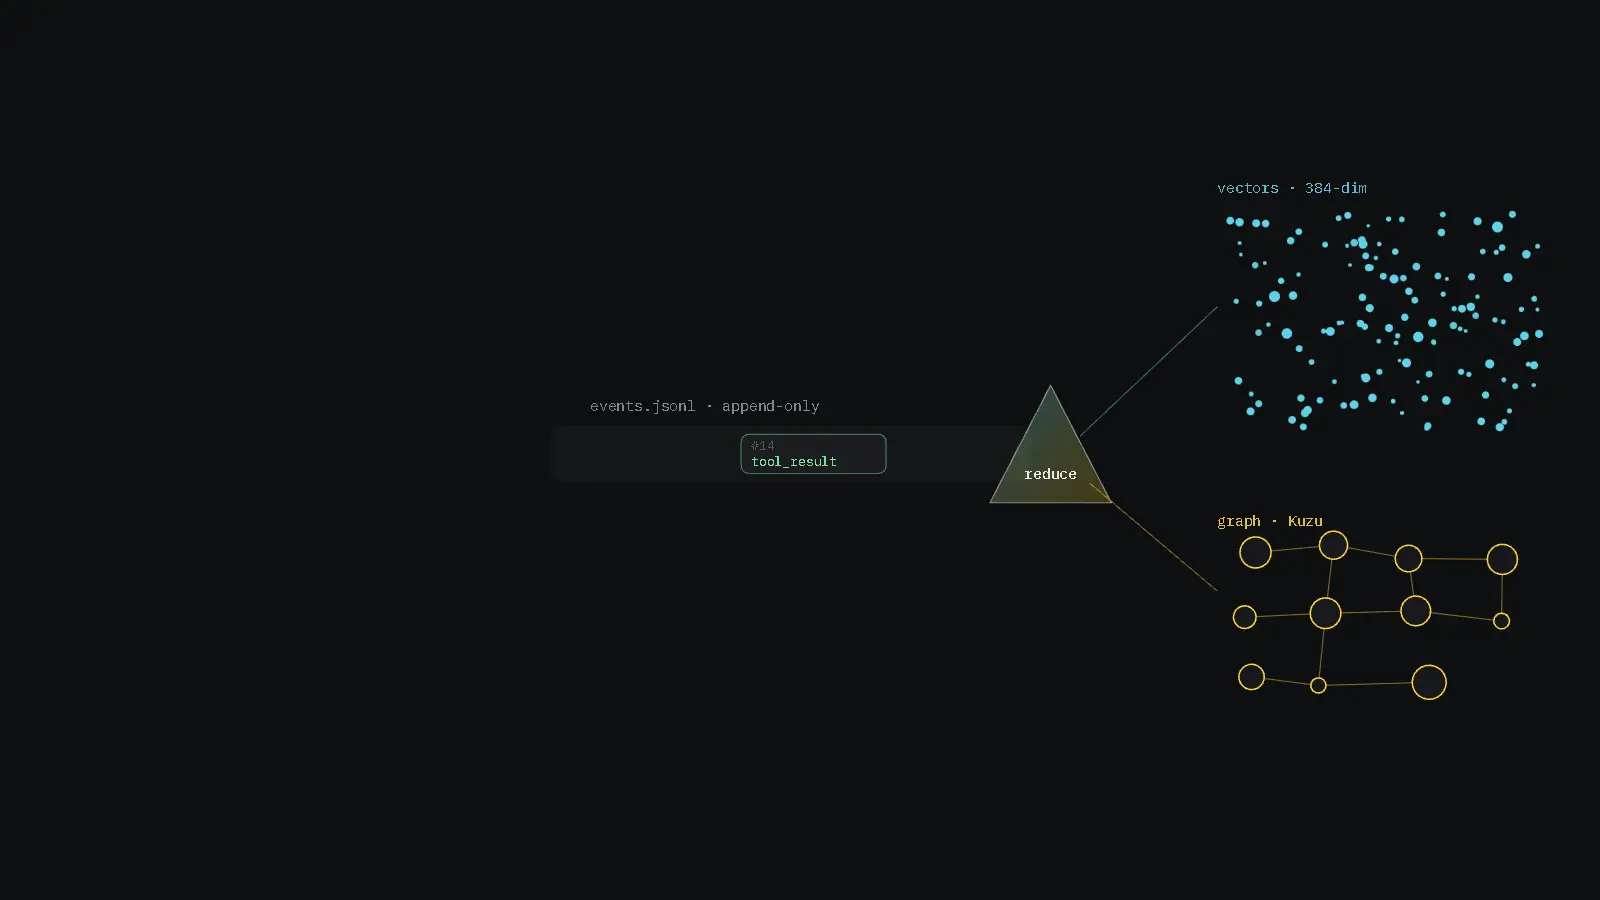 vectors · 384-dim
events.jsonl · append-only
#14
tool_result
reduce
graph · Kuzu